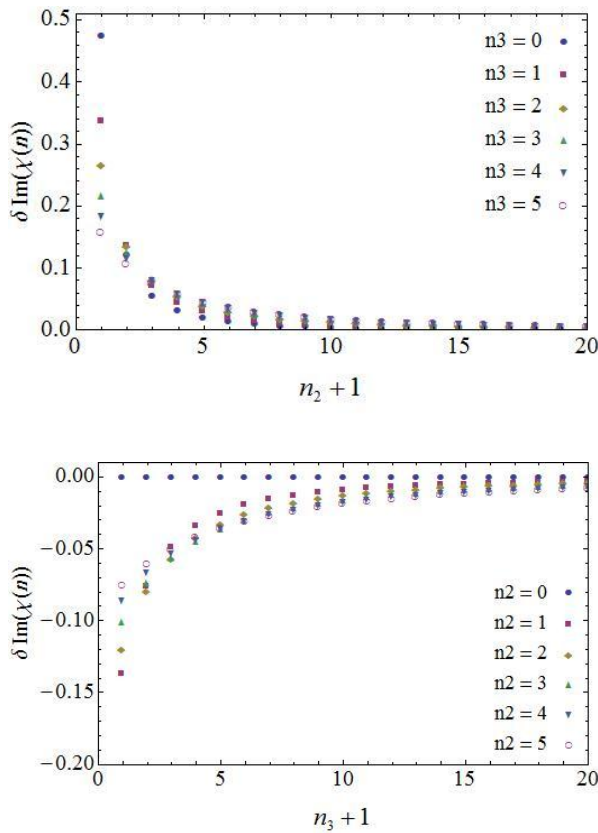 0.5
0.4
0.3
0.2
0.1
0.0
δ Im(χ(n))
n3 = 0
n3 = 1
n3 = 2
n3 = 3
n3 = 4
n3 = 5
0 5 10 15 20
n₂ + 1
0.00
−0.05
−0.10
−0.15
−0.20
δ Im(χ(n))
n2 = 0
n2 = 1
n2 = 2
n2 = 3
n2 = 4
n2 = 5
0 5 10 15 20
n₃ + 1